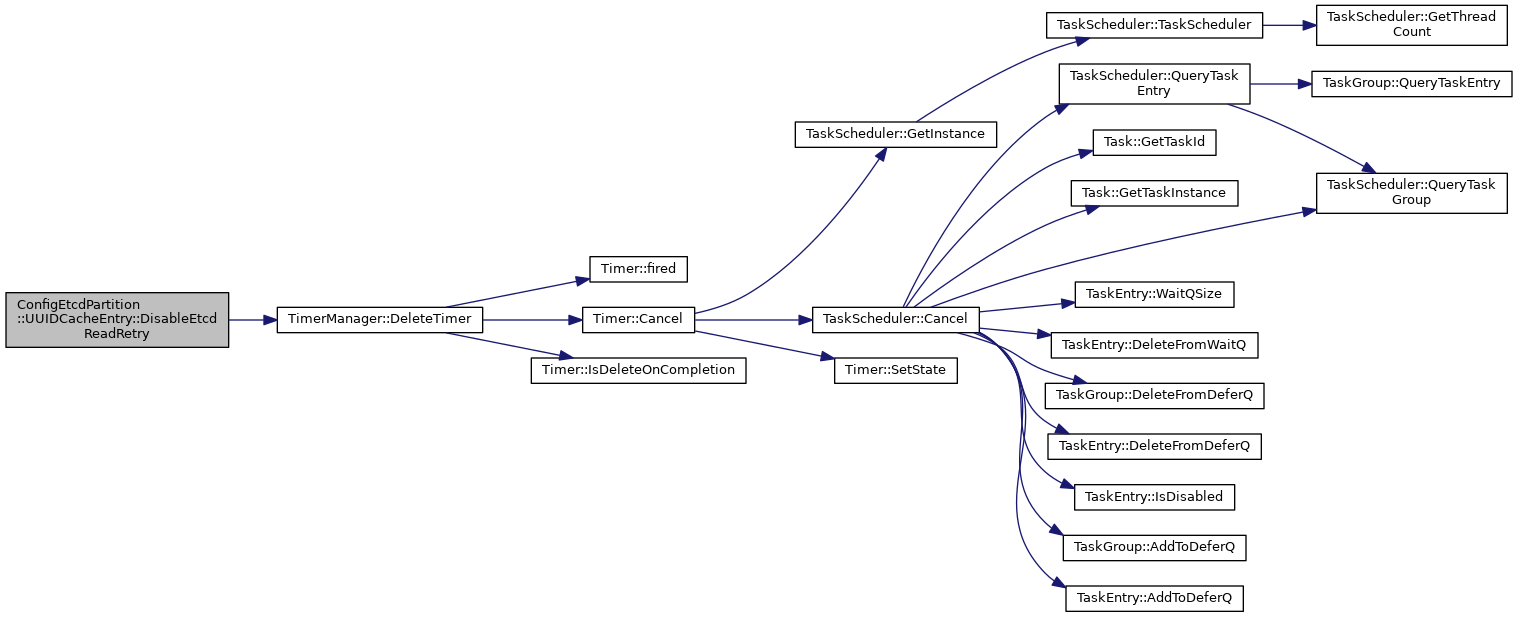 ConfigEtcdPartition
::UUIDCacheEntry::DisableEtcd
ReadRetry
TimerManager::DeleteTimer
Timer::fired
Timer::Cancel
Timer::IsDeleteOnCompletion
TaskScheduler::GetInstance
TaskScheduler::Cancel
Timer::SetState
TaskScheduler::TaskScheduler
TaskScheduler::QueryTask
Entry
Task::GetTaskId
Task::GetTaskInstance
TaskEntry::WaitQSize
TaskEntry::DeleteFromWaitQ
TaskGroup::DeleteFromDeferQ
TaskEntry::DeleteFromDeferQ
TaskEntry::IsDisabled
TaskGroup::AddToDeferQ
TaskEntry::AddToDeferQ
TaskScheduler::GetThread
Count
TaskGroup::QueryTaskEntry
TaskScheduler::QueryTask
Group